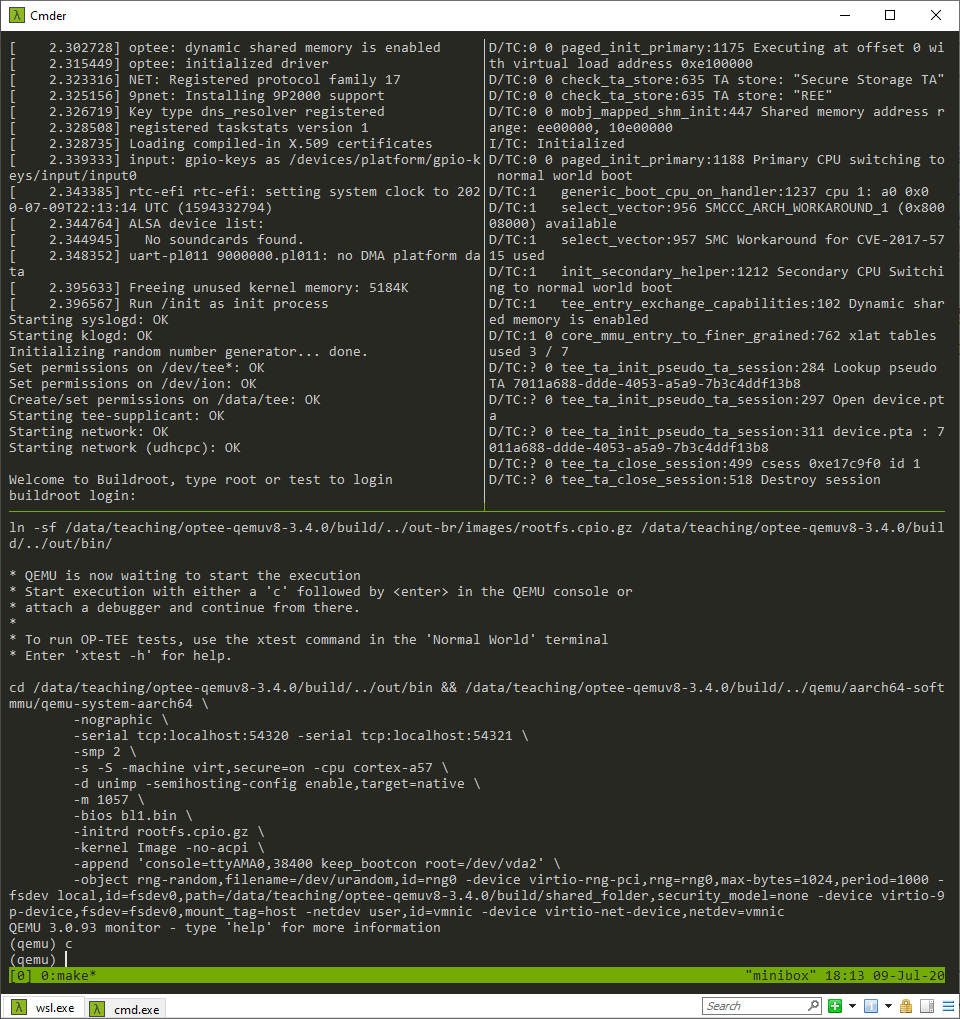 Cmder
[    2.302728] optee: dynamic shared memory is enabled
[    2.315449] optee: initialized driver
[    2.323316] NET: Registered protocol family 17
[    2.325156] 9pnet: Installing 9P2000 support
[    2.326719] Key type dns_resolver registered
[    2.328508] registered taskstats version 1
[    2.328735] Loading compiled-in X.509 certificates
[    2.339333] input: gpio-keys as /devices/platform/gpio-k
eys/input/input0
[    2.343385] rtc-efi rtc-efi: setting system clock to 202
0-07-09T22:13:14 UTC (1594332794)
[    2.344764] ALSA device list:
[    2.344945]   No soundcards found.
[    2.348352] uart-pl011 9000000.pl011: no DMA platform da
ta
[    2.395633] Freeing unused kernel memory: 5184K
[    2.396567] Run /init as init process
Starting syslogd: OK
Starting klogd: OK
Initializing random number generator... done.
Set permissions on /dev/tee*: OK
Set permissions on /dev/ion: OK
Create/set permissions on /data/tee: OK
Starting tee-supplicant: OK
Starting network: OK
Starting network (udhcpc): OK
Welcome to Buildroot, type root or test to login
buildroot login:
D/TC:0 0 paged_init_primary:1175 Executing at offset 0 wi
th virtual load address 0xe100000
D/TC:0 0 check_ta_store:635 TA store: "Secure Storage TA"
D/TC:0 0 check_ta_store:635 TA store: "REE"
D/TC:0 0 mobj_mapped_shm_init:447 Shared memory address r
ange: ee00000, 10e00000
I/TC: Initialized
D/TC:0 0 paged_init_primary:1188 Primary CPU switching to
 normal world boot
D/TC:1   generic_boot_cpu_on_handler:1237 cpu 1: a0 0x0
D/TC:1   select_vector:956 SMCCC_ARCH_WORKAROUND_1 (0x800
08000) available
D/TC:1   select_vector:957 SMC Workaround for CVE-2017-57
15 used
D/TC:1   init_secondary_helper:1212 Secondary CPU Switchi
ng to normal world boot
D/TC:1   tee_entry_exchange_capabilities:102 Dynamic shar
ed memory is enabled
D/TC:1 0 core_mmu_entry_to_finer_grained:762 xlat tables
used 3 / 7
D/TC:? 0 tee_ta_init_pseudo_ta_session:284 Lookup pseudo
TA 7011a688-ddde-4053-a5a9-7b3c4ddf13b8
D/TC:? 0 tee_ta_init_pseudo_ta_session:297 Open device.pt
a
D/TC:? 0 tee_ta_init_pseudo_ta_session:311 device.pta : 7
011a688-ddde-4053-a5a9-7b3c4ddf13b8
D/TC:? 0 tee_ta_close_session:499 csess 0xe17c9f0 id 1
D/TC:? 0 tee_ta_close_session:518 Destroy session
ln -sf /data/teaching/optee-qemuv8-3.4.0/build/../out-br/images/rootfs.cpio.gz /data/teaching/optee-qemuv8-3.4.0/buil
d/../out/bin/
* QEMU is now waiting to start the execution
* Start execution with either a 'c' followed by <enter> in the QEMU console or
* attach a debugger and continue from there.
*
* To run OP-TEE tests, use the xtest command in the 'Normal World' terminal
* Enter 'xtest -h' for help.
cd /data/teaching/optee-qemuv8-3.4.0/build/../out/bin && /data/teaching/optee-qemuv8-3.4.0/build/../qemu/aarch64-soft
mmu/qemu-system-aarch64 \
        -nographic \
        -serial tcp:localhost:54320 -serial tcp:localhost:54321 \
        -smp 2 \
        -s -S -machine virt,secure=on -cpu cortex-a57 \
        -d unimp -semihosting-config enable,target=native \
        -m 1057 \
        -bios bl1.bin \
        -initrd rootfs.cpio.gz \
        -kernel Image -no-acpi \
        -append 'console=ttyAMA0,38400 keep_bootcon root=/dev/vda2' \
        -object rng-random,filename=/dev/urandom,id=rng0 -device virtio-rng-pci,rng=rng0,max-bytes=1024,period=1000 -
fsdev local,id=fsdev0,path=/data/teaching/optee-qemuv8-3.4.0/build/shared_folder,security_model=none -device virtio-9
p-device,fsdev=fsdev0,mount_tag=host -netdev user,id=vmnic -device virtio-net-device,netdev=vmnic
QEMU 3.0.93 monitor - type 'help' for more information
(qemu) c
(qemu)
[0] 0:make* "minibox" 18:13 09-Jul-20
wsl.exe cmd.exe Search